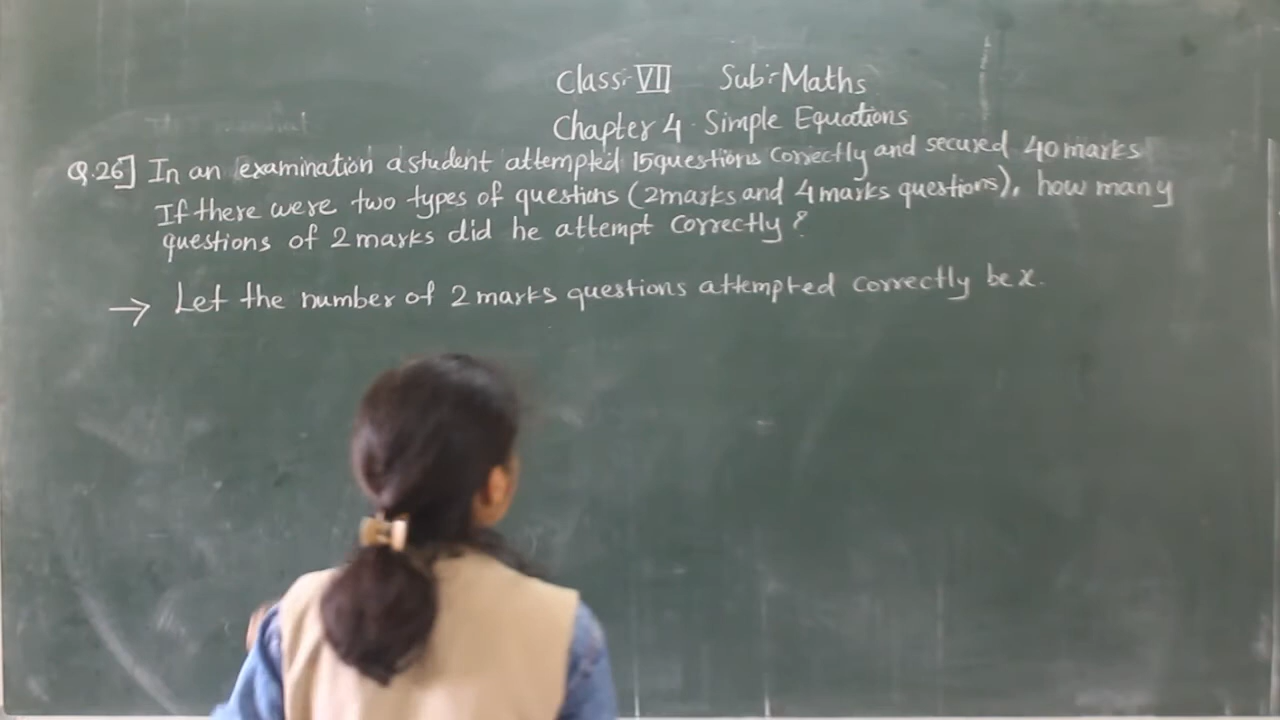 Class:- VII Sub:- Maths
Chapter 4. Simple Equations
Q.26] In an examination a student attempted 15 questions correctly and secured 40 marks
If there were two types of questions (2 marks and 4 marks questions), how many
questions of 2 marks did he attempt correctly?
→ Let the number of 2 marks questions attempted correctly be x.